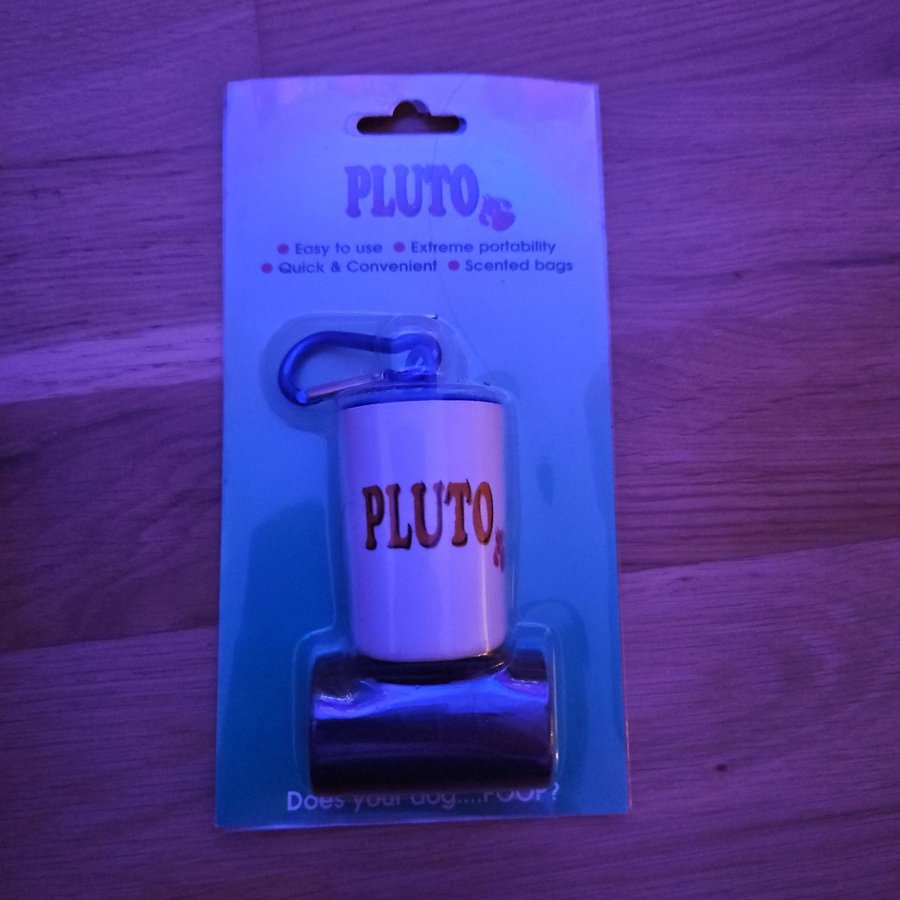 PLUTO
● Easy to use ● Extreme portability
● Quick & Convenient ● Scented bags
PLUTO
Does your dog....POOP?